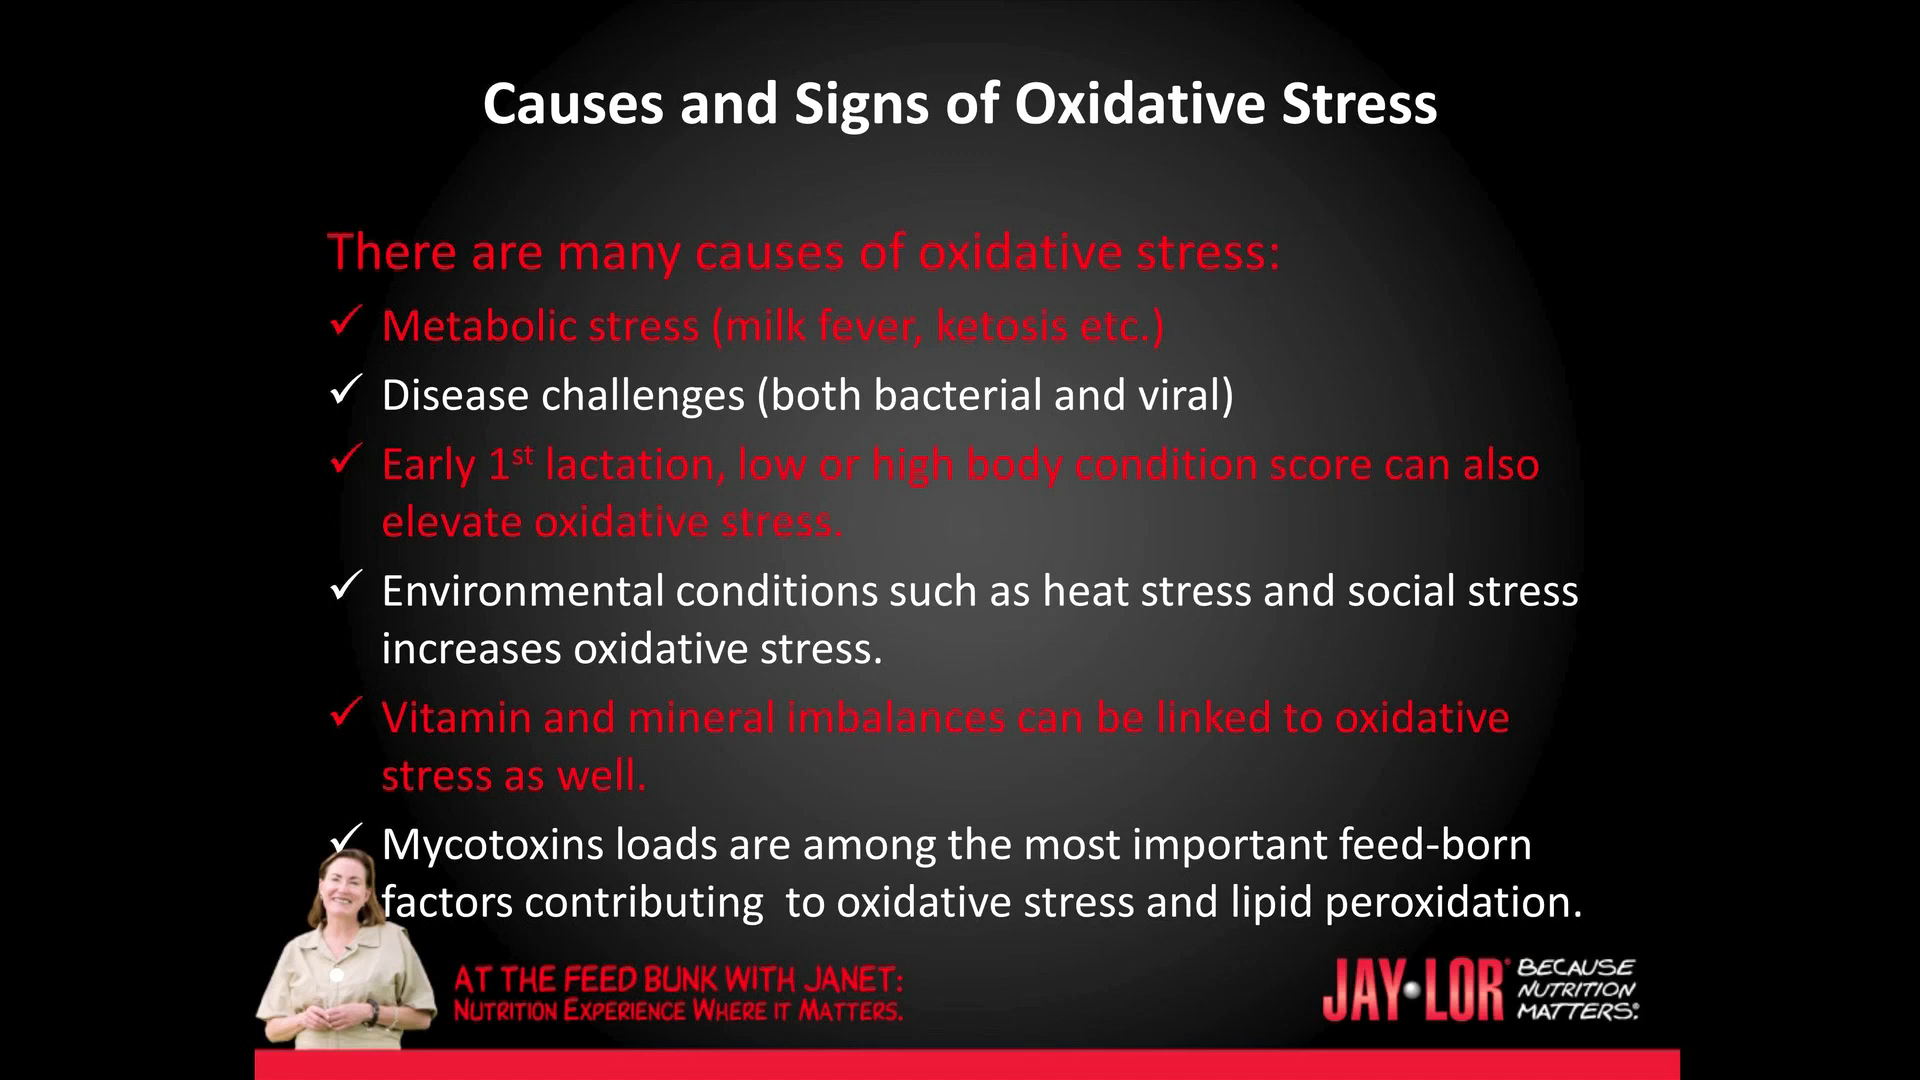 Causes and Signs of Oxidative Stress
There are many causes of oxidative stress:
✓ Metabolic stress (milk fever, ketosis etc.)
✓ Disease challenges (both bacterial and viral)
✓ Early 1st lactation, low or high body condition score can also
elevate oxidative stress.
✓ Environmental conditions such as heat stress and social stress
increases oxidative stress.
✓ Vitamin and mineral imbalances can be linked to oxidative
stress as well.
✓ Mycotoxins loads are among the most important feed-born
factors contributing  to oxidative stress and lipid peroxidation.
AT THE FEED BUNK WITH JANET:
NUTRITION EXPERIENCE WHERE IT MATTERS.
JAY•LOR®
BECAUSE
NUTRITION
MATTERS.®